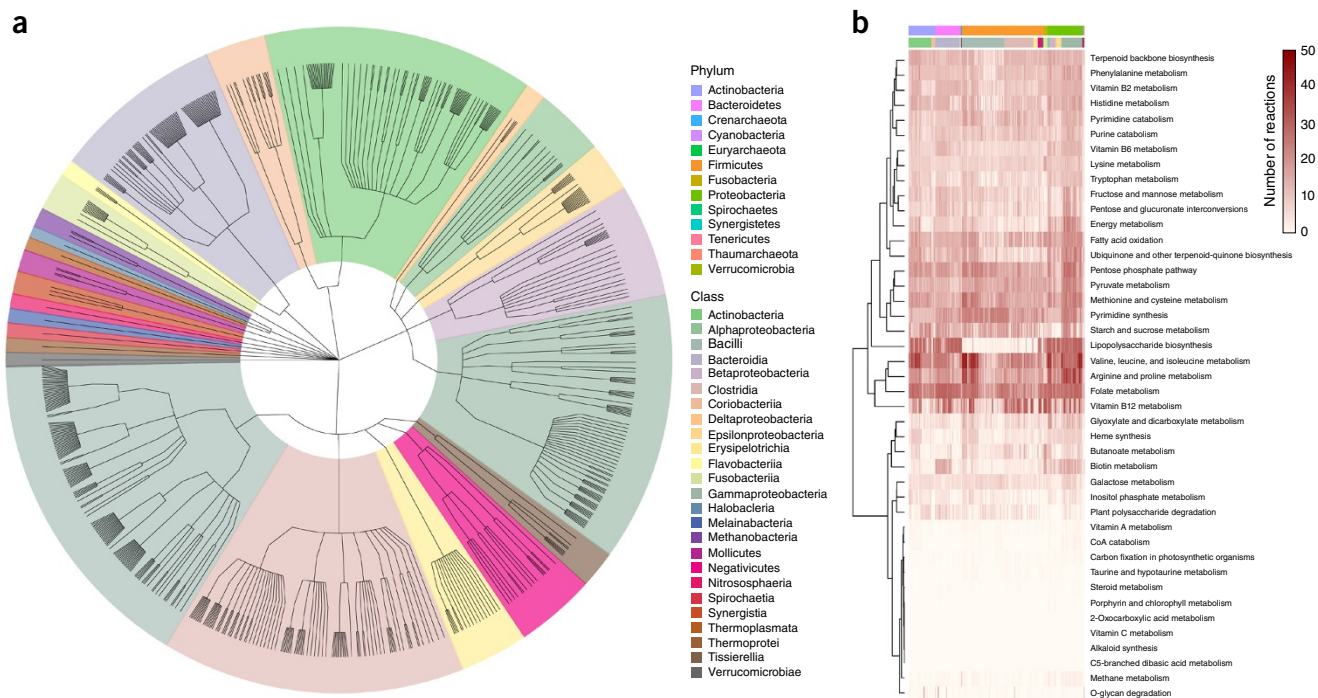 a
Phylum
Actinobacteria
Bacteroidetes
Crenarchaeota
Cyanobacteria
Euryarchaeota
Firmicutes
Fusobacteria
Proteobacteria
Spirochaetes
Synergistetes
Tenericutes
Thaumarchaeota
Verrucomicrobia
Class
Actinobacteria
Alphaproteobacteria
Bacilli
Bacteroidia
Betaproteobacteria
Clostridia
Coriobacteriia
Deltaproteobacteria
Epsilonproteobacteria
Erysipelotrichia
Flavobacteriia
Fusobacteriia
Gammaproteobacteria
Halobacteria
Melainabacteria
Methanobacteria
Mollicutes
Negativicutes
Nitrososphaeria
Spirochaetia
Synergistia
Thermoplasmata
Thermoprotei
Tissierellia
Verrucomicrobiae
b
Terpenoid backbone biosynthesis
Phenylalanine metabolism
Vitamin B2 metabolism
Histidine metabolism
Pyrimidine catabolism
Purine catabolism
Vitamin B6 metabolism
Lysine metabolism
Tryptophan metabolism
Fructose and mannose metabolism
Pentose and glucuronate interconversions
Energy metabolism
Fatty acid oxidation
Ubiquinone and other terpenoid-quinone biosynthesis
Pentose phosphate pathway
Pyruvate metabolism
Methionine and cysteine metabolism
Pyrimidine synthesis
Starch and sucrose metabolism
Lipopolysaccharide biosynthesis
Valine, leucine, and isoleucine metabolism
Arginine and proline metabolism
Folate metabolism
Vitamin B12 metabolism
Glyoxylate and dicarboxylate metabolism
Heme synthesis
Butanoate metabolism
Biotin metabolism
Galactose metabolism
Inositol phosphate metabolism
Plant polysaccharide degradation
Vitamin A metabolism
CoA catabolism
Carbon fixation in photosynthetic organisms
Taurine and hypotaurine metabolism
Steroid metabolism
Porphyrin and chlorophyll metabolism
2-Oxocarboxylic acid metabolism
Vitamin C metabolism
Alkaloid synthesis
C5-branched dibasic acid metabolism
Methane metabolism
O-glycan degradation
Number of reactions
50
40
30
20
10
0